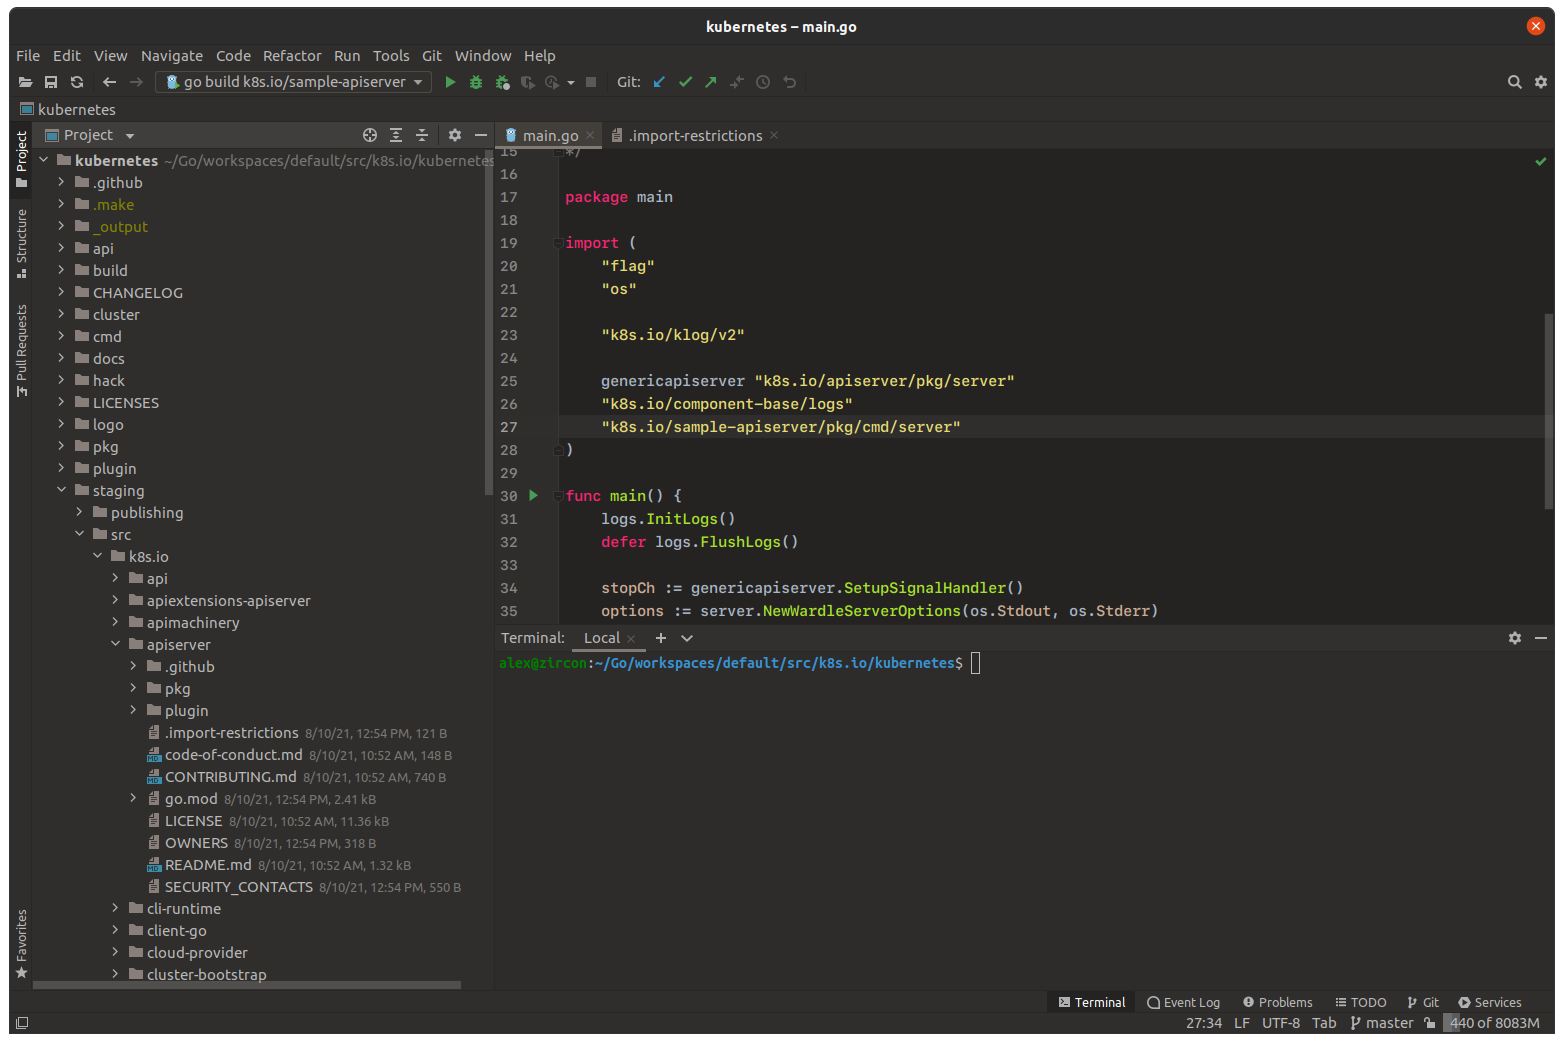 kubernetes – main.go
File Edit View Navigate Code Refactor Run Tools Git Window Help
go build k8s.io/sample-apiserver Git:
kubernetes
Project
Structure
Pull Requests
Favorites
Project
kubernetes ~/Go/workspaces/default/src/k8s.io/kubernetes
.github
.make
_output
api
build
CHANGELOG
cluster
cmd
docs
hack
LICENSES
logo
pkg
plugin
staging
publishing
src
k8s.io
api
apiextensions-apiserver
apimachinery
apiserver
.github
pkg
plugin
.import-restrictions 8/10/21, 12:54 PM, 121 B
code-of-conduct.md 8/10/21, 10:52 AM, 148 B
CONTRIBUTING.md 8/10/21, 10:52 AM, 740 B
go.mod 8/10/21, 12:54 PM, 2.41 kB
LICENSE 8/10/21, 10:52 AM, 11.36 kB
OWNERS 8/10/21, 12:54 PM, 318 B
README.md 8/10/21, 10:52 AM, 1.32 kB
SECURITY_CONTACTS 8/10/21, 12:54 PM, 550 B
cli-runtime
client-go
cloud-provider
cluster-bootstrap
main.go .import-restrictions
15 */
16
17 package main
18
19 import (
20 "flag"
21 "os"
22
23 "k8s.io/klog/v2"
24
25 genericapiserver "k8s.io/apiserver/pkg/server"
26 "k8s.io/component-base/logs"
27 "k8s.io/sample-apiserver/pkg/cmd/server"
28 )
29
30 func main() {
31 logs.InitLogs()
32 defer logs.FlushLogs()
33
34 stopCh := genericapiserver.SetupSignalHandler()
35 options := server.NewWardleServerOptions(os.Stdout, os.Stderr)
Terminal: Local
alex@zircon:~/Go/workspaces/default/src/k8s.io/kubernetes$
Terminal Event Log Problems TODO Git Services
27:34 LF UTF-8 Tab master 440 of 8083M